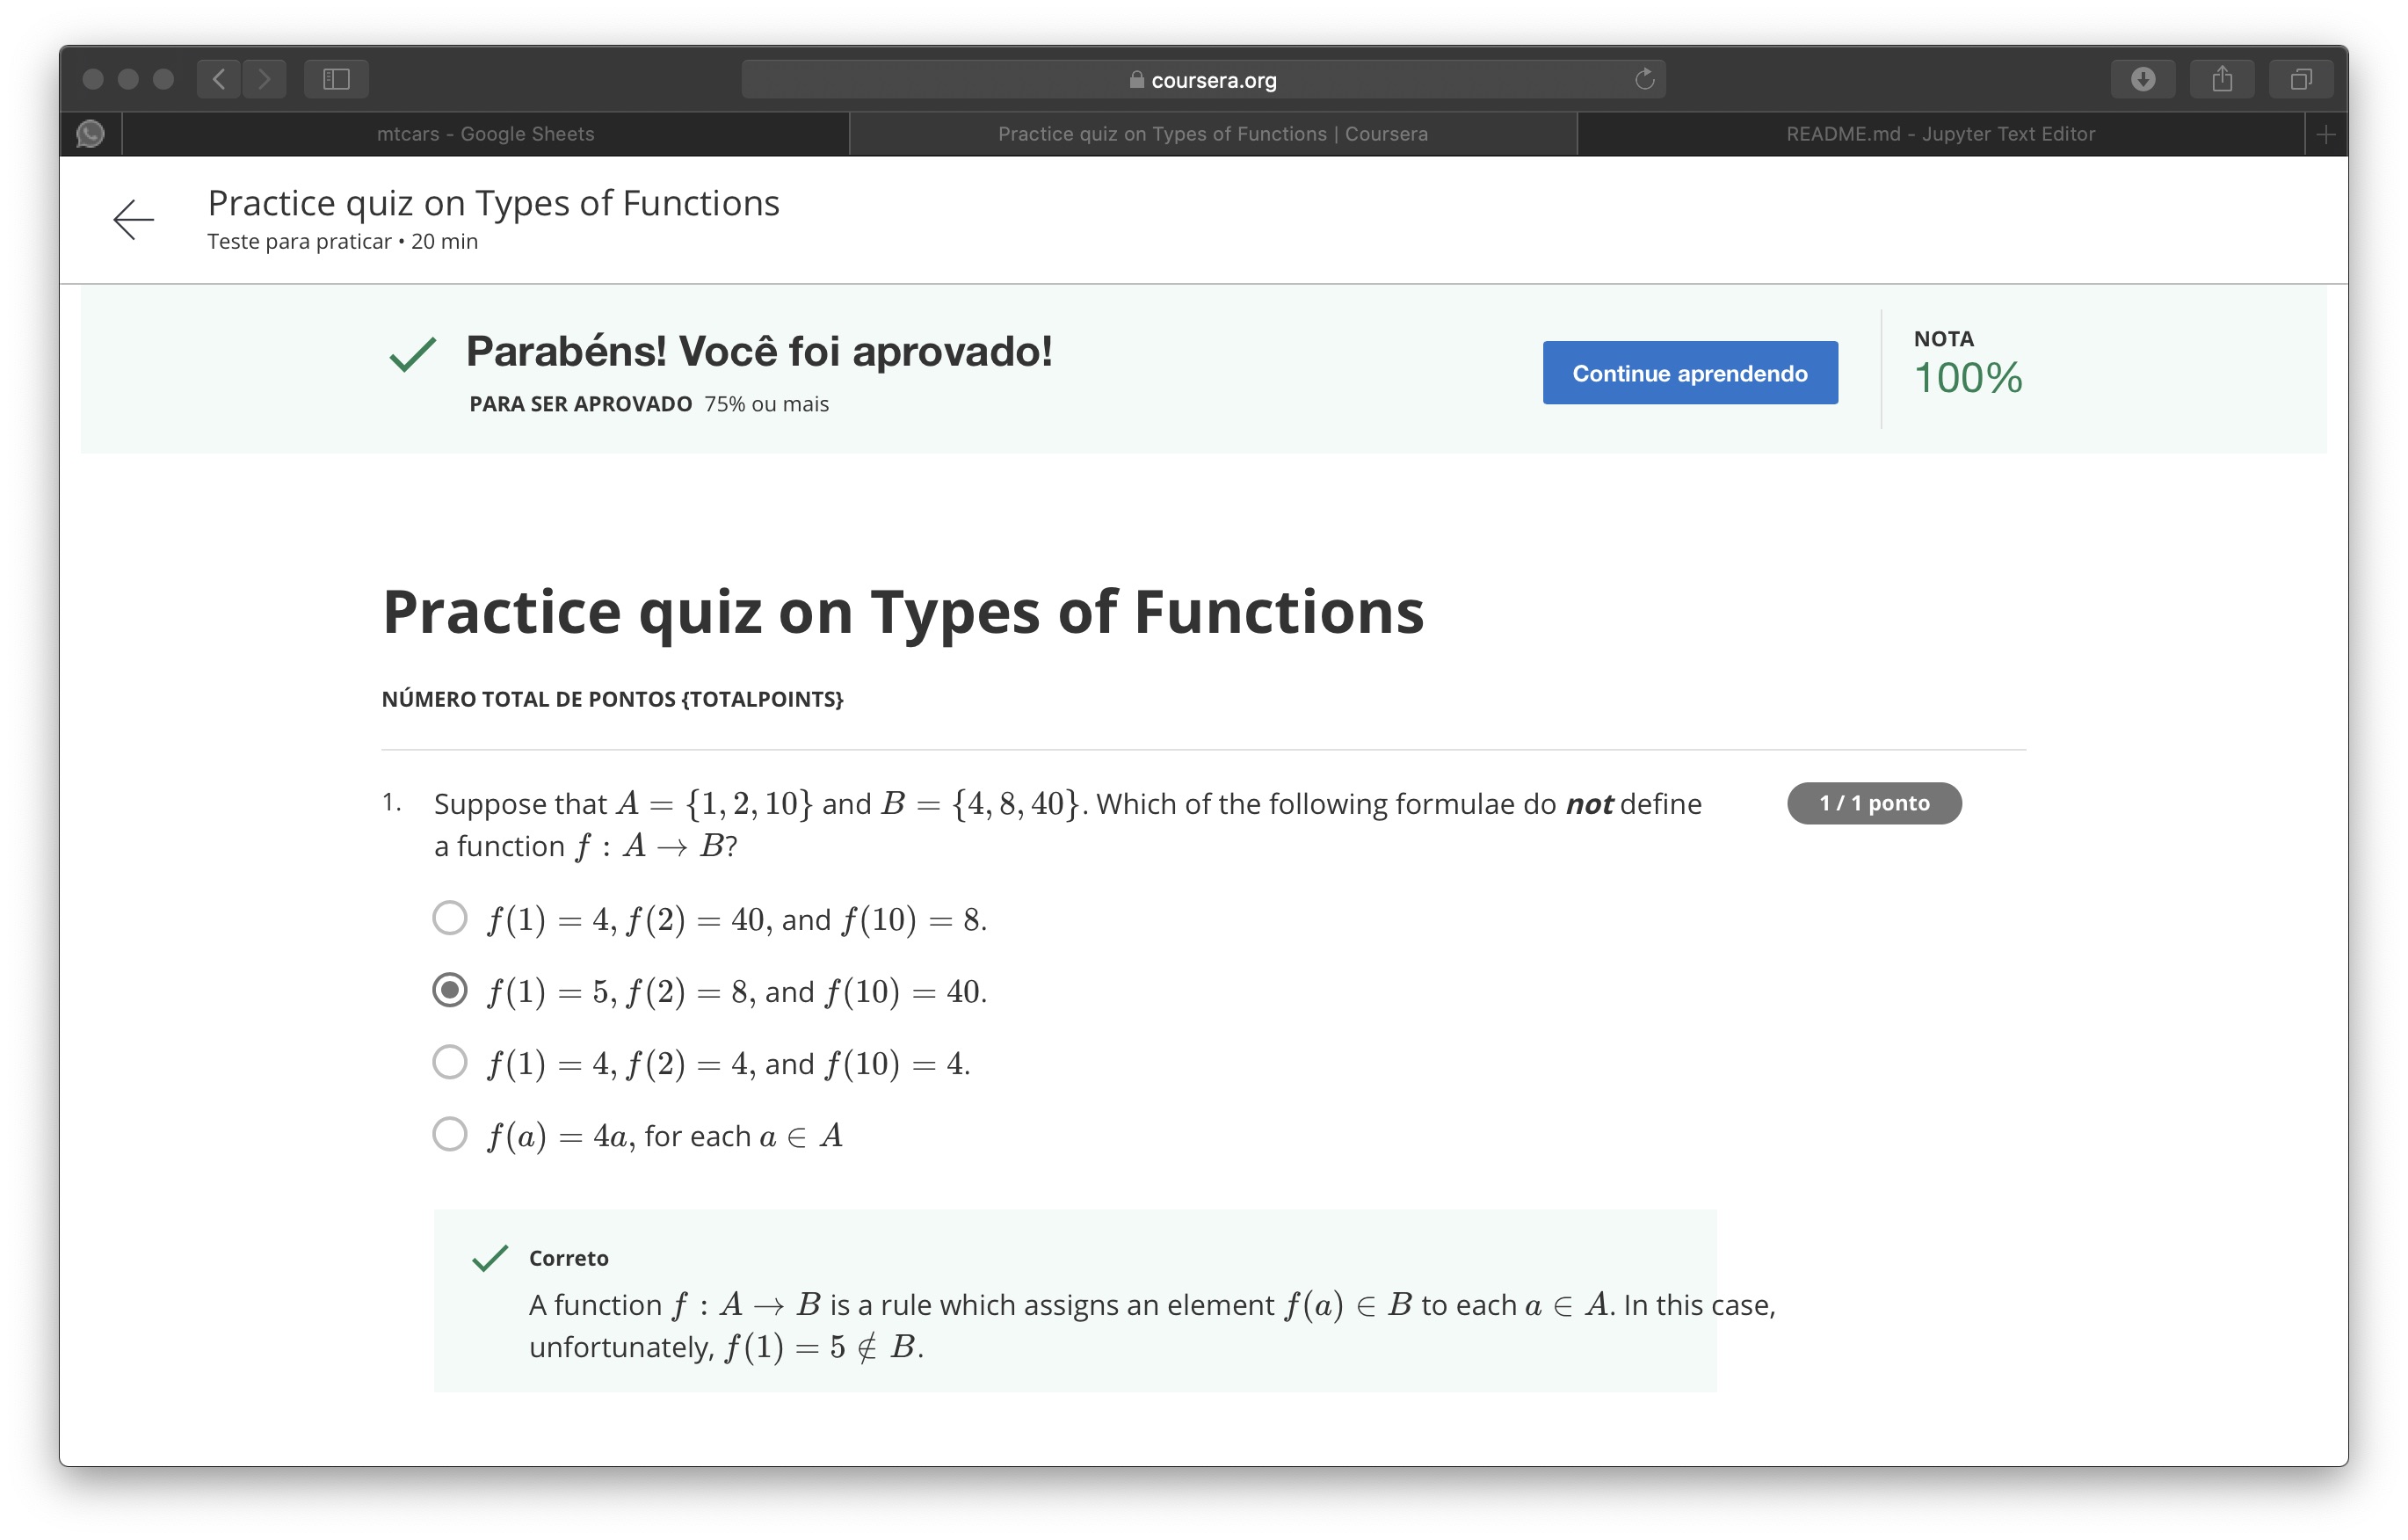 coursera.org
mtcars - Google Sheets
Practice quiz on Types of Functions | Coursera
README.md - Jupyter Text Editor
Practice quiz on Types of Functions
Teste para praticar • 20 min
Parabéns! Você foi aprovado!
PARA SER APROVADO 75% ou mais
Continue aprendendo
NOTA
100%
Practice quiz on Types of Functions
NÚMERO TOTAL DE PONTOS {TOTALPOINTS}
1. Suppose that A = {1, 2, 10} and B = {4, 8, 40}. Which of the following formulae do not define
a function f : A → B?
1 / 1 ponto
f(1) = 4, f(2) = 40, and f(10) = 8.
f(1) = 5, f(2) = 8, and f(10) = 40.
f(1) = 4, f(2) = 4, and f(10) = 4.
f(a) = 4a, for each a ∈ A
Correto
A function f : A → B is a rule which assigns an element f(a) ∈ B to each a ∈ A. In this case,
unfortunately, f(1) = 5 ∉ B.